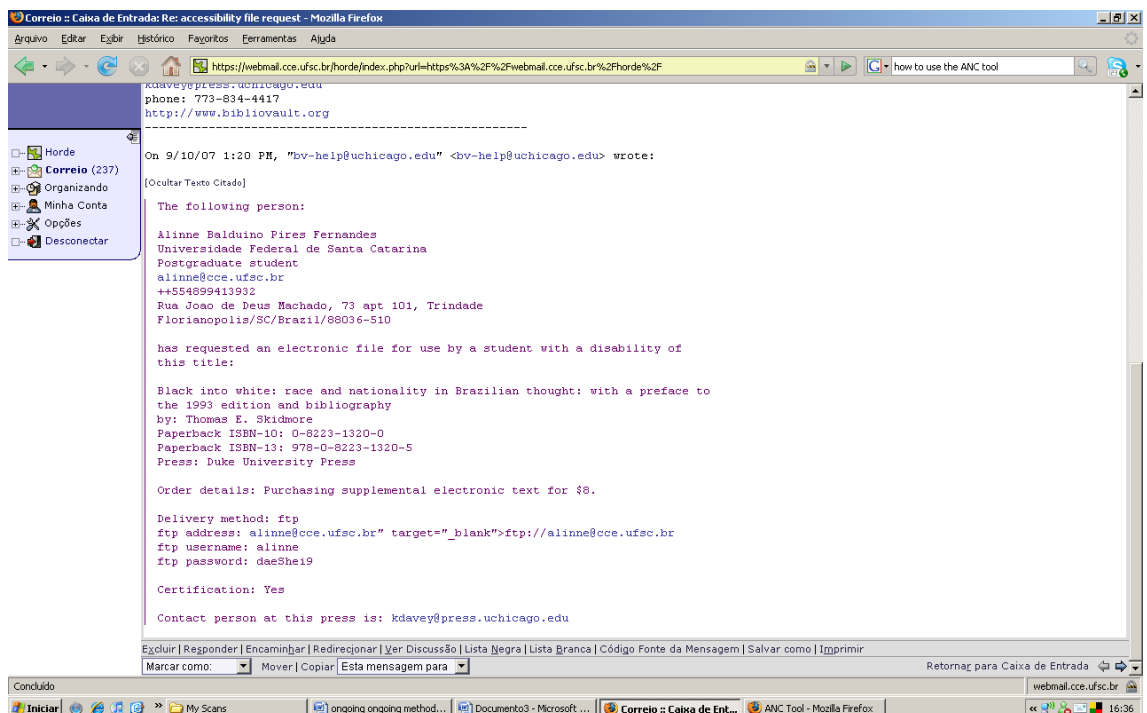 Correio :: Caixa de Entrada: Re: accessibility file request - Mozilla Firefox
Arquivo Editar Exibir Histórico Favoritos Ferramentas Ajuda
https://webmail.cce.ufsc.br/horde/index.php?url=https%3A%2F%2Fwebmail.cce.ufsc.br%2Fhorde%2F
how to use the ANC tool
Horde
Correio (237)
Organizando
Minha Conta
Opções
Desconectar
kdavey@press.uchicago.edu
phone: 773-834-4417
http://www.bibliovault.org
------------------------------------------------------
On 9/10/07 1:20 PM, "bv-help@uchicago.edu" <bv-help@uchicago.edu> wrote:
[Ocultar Texto Citado]
The following person:
Alinne Balduino Pires Fernandes
Universidade Federal de Santa Catarina
Postgraduate student
alinne@cce.ufsc.br
++554899413932
Rua Joao de Deus Machado, 73 apt 101, Trindade
Florianopolis/SC/Brazil/88036-510
has requested an electronic file for use by a student with a disability of
this title:
Black into white: race and nationality in Brazilian thought: with a preface to
the 1993 edition and bibliography
by: Thomas E. Skidmore
Paperback ISBN-10: 0-8223-1320-0
Paperback ISBN-13: 978-0-8223-1320-5
Press: Duke University Press
Order details: Purchasing supplemental electronic text for $8.
Delivery method: ftp
ftp address: alinne@cce.ufsc.br" target="_blank">ftp://alinne@cce.ufsc.br
ftp username: alinne
ftp password: daeShei9
Certification: Yes
Contact person at this press is: kdavey@press.uchicago.edu
Excluir | Responder | Encaminhar | Redirecionar | Ver Discussão | Lista Negra | Lista Branca | Código Fonte da Mensagem | Salvar como | Imprimir
Marcar como: Mover | Copiar Esta mensagem para Retornar para Caixa de Entrada
Concluído webmail.cce.ufsc.br
Iniciar » My Scans ongoing ongoing method... Documento3 - Microsoft ... Correio :: Caixa de Ent... ANC Tool - Mozilla Firefox « 16:36